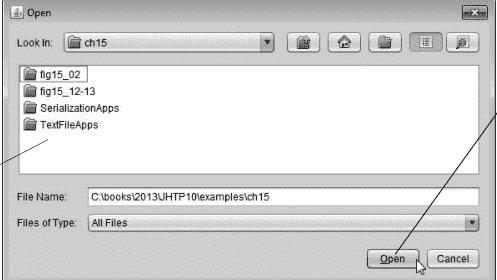 Open
Look In: ch15
fig15_02
fig15_12-13
SerializationApps
TextFileApps
File Name: C:\books\2013\JHTP10\examples\ch15
Files of Type: All Files
Open Cancel